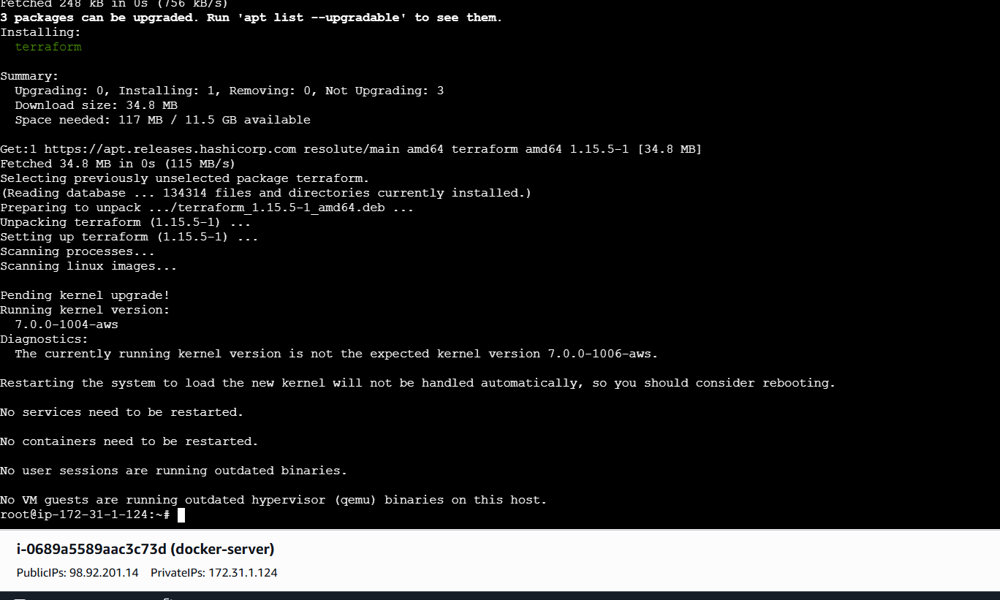 Fetched 248 kB in 0s (756 kB/s)
3 packages can be upgraded. Run 'apt list --upgradable' to see them.
Installing:
  terraform
Summary:
  Upgrading: 0, Installing: 1, Removing: 0, Not Upgrading: 3
  Download size: 34.8 MB
  Space needed: 117 MB / 11.5 GB available
Get:1 https://apt.releases.hashicorp.com resolute/main amd64 terraform amd64 1.15.5-1 [34.8 MB]
Fetched 34.8 MB in 0s (115 MB/s)
Selecting previously unselected package terraform.
(Reading database ... 134314 files and directories currently installed.)
Preparing to unpack .../terraform_1.15.5-1_amd64.deb ...
Unpacking terraform (1.15.5-1) ...
Setting up terraform (1.15.5-1) ...
Scanning processes...
Scanning linux images...
Pending kernel upgrade!
Running kernel version:
  7.0.0-1004-aws
Diagnostics:
  The currently running kernel version is not the expected kernel version 7.0.0-1006-aws.
Restarting the system to load the new kernel will not be handled automatically, so you should consider rebooting.
No services need to be restarted.
No containers need to be restarted.
No user sessions are running outdated binaries.
No VM guests are running outdated hypervisor (qemu) binaries on this host.
root@ip-172-31-1-124:~#
i-0689a5589aac3c73d (docker-server)
PublicIPs: 98.92.201.14 PrivateIPs: 172.31.1.124